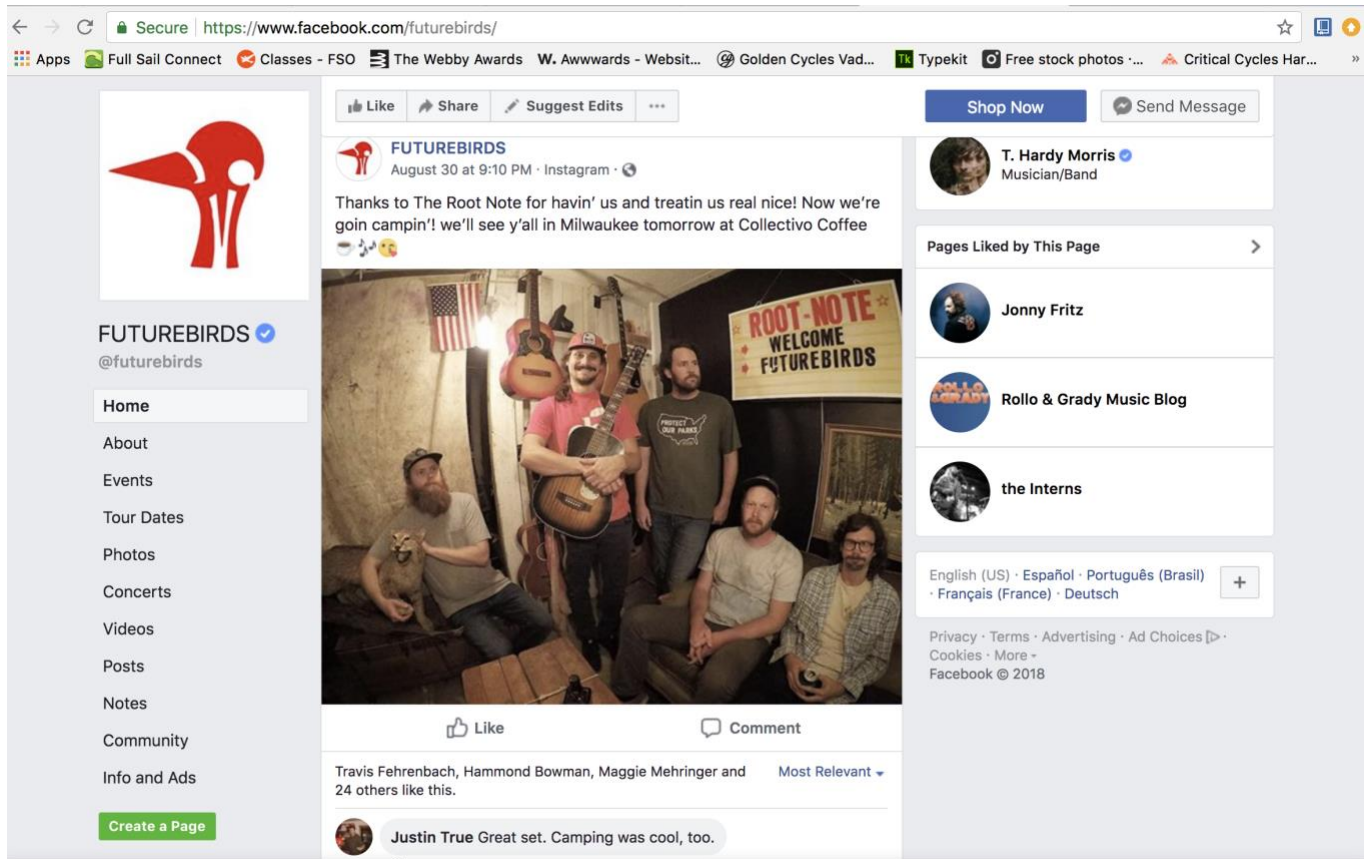 Secure https://www.facebook.com/futurebirds/
Apps Full Sail Connect Classes - FSO The Webby Awards W. Awwwards - Websit... Golden Cycles Vad... Tk Typekit Free stock photos ·... Critical Cycles Har... »
FUTUREBIRDS
@futurebirds
Home
About
Events
Tour Dates
Photos
Concerts
Videos
Posts
Notes
Community
Info and Ads
Create a Page
Like Share Suggest Edits ...
Shop Now Send Message
FUTUREBIRDS
August 30 at 9:10 PM · Instagram ·
Thanks to The Root Note for havin’ us and treatin us real nice! Now we’re
goin campin’! we’ll see y’all in Milwaukee tomorrow at Collectivo Coffee
ROOT-NOTE
WELCOME
FUTUREBIRDS
PROTECT
OUR PARKS
Like Comment
Travis Fehrenbach, Hammond Bowman, Maggie Mehringer and
24 others like this.
Most Relevant
Justin True Great set. Camping was cool, too.
T. Hardy Morris
Musician/Band
Pages Liked by This Page
Jonny Fritz
ROLLO
& GRADY
Rollo & Grady Music Blog
the Interns
English (US) · Español · Português (Brasil)
· Français (France) · Deutsch
+
Privacy · Terms · Advertising · Ad Choices ·
Cookies · More
Facebook © 2018